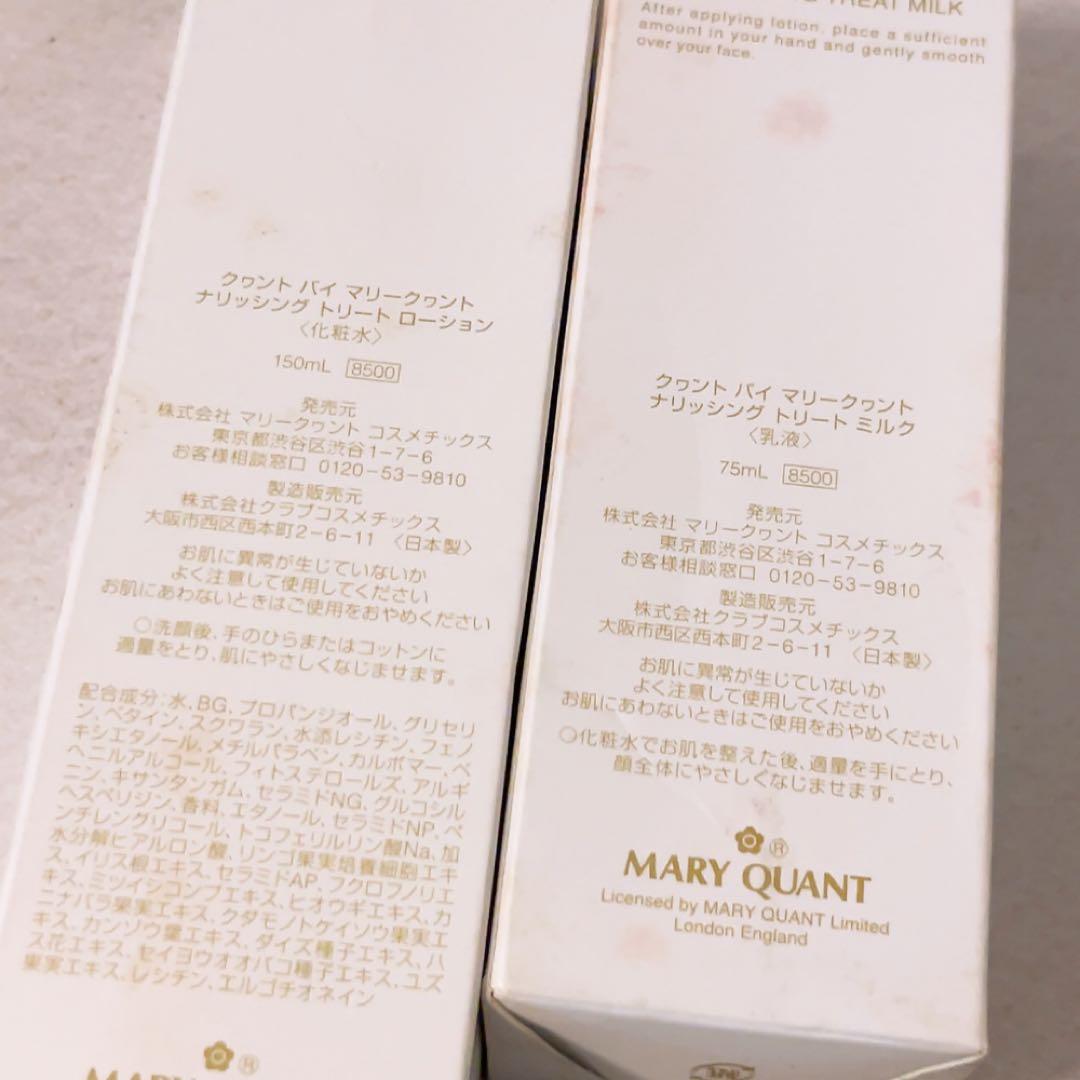 クヮント バイ マリークヮント
ナリッシング トリート ローション
〈化粧水〉
150mL 8500
発売元
株式会社 マリークヮント コスメチックス
東京都渋谷区渋谷1-7-6
お客様相談窓口 0120-53-9810
製造販売元
株式会社クラブコスメチックス
大阪市西区西本町2-6-11 〈日本製〉
お肌に異常が生じていないか
よく注意して使用してください
お肌にあわないときはご使用をおやめください
○洗顔後、手のひらまたはコットンに
適量をとり、肌にやさしくなじませます。
配合成分:水、BG、プロパンジオール、グリセリ
ン、ベタイン、スクワラン、水添レシチン、フェノ
キシエタノール、メチルパラベン、カルボマー、ベ
ヘニルアルコール、フィトステロールズ、アルギ
ニン、キサンタンガム、セラミドNG、グルコシル
ヘスペリジン、香料、エタノール、セラミドNP、ペ
ンチレングリコール、トコフェリルリン酸Na、加
水分解ヒアルロン酸、リンゴ果実培養細胞エキ
ス、イリス根エキス、セラミドAP、フクロフノリエ
キス、ミツイシコンブエキス、ヒオウギエキス、カ
ニナバラ果実エキス、クダモノトケイソウ果実エ
キス、カンゾウ葉エキス、ダイズ種子エキス、ハ
ス花エキス、セイヨウオオバコ種子エキス、ユズ
果実エキス、レシチン、エルゴチオネイン
®
MARY
TREAT MILK
After applying lotion, place a sufficient
amount in your hand and gently smooth
over your face.
クヮント バイ マリークヮント
ナリッシング トリート ミルク
〈乳液〉
75mL 8500
発売元
株式会社 マリークヮント コスメチックス
東京都渋谷区渋谷1-7-6
お客様相談窓口 0120-53-9810
製造販売元
株式会社クラブコスメチックス
大阪市西区西本町2-6-11 〈日本製〉
お肌に異常が生じていないか
よく注意して使用してください
お肌にあわないときはご使用をおやめください
○化粧水でお肌を整えた後、適量を手にとり、
顔全体にやさしくなじませます。
®
MARY QUANT
Licensed by MARY QUANT Limited
London England